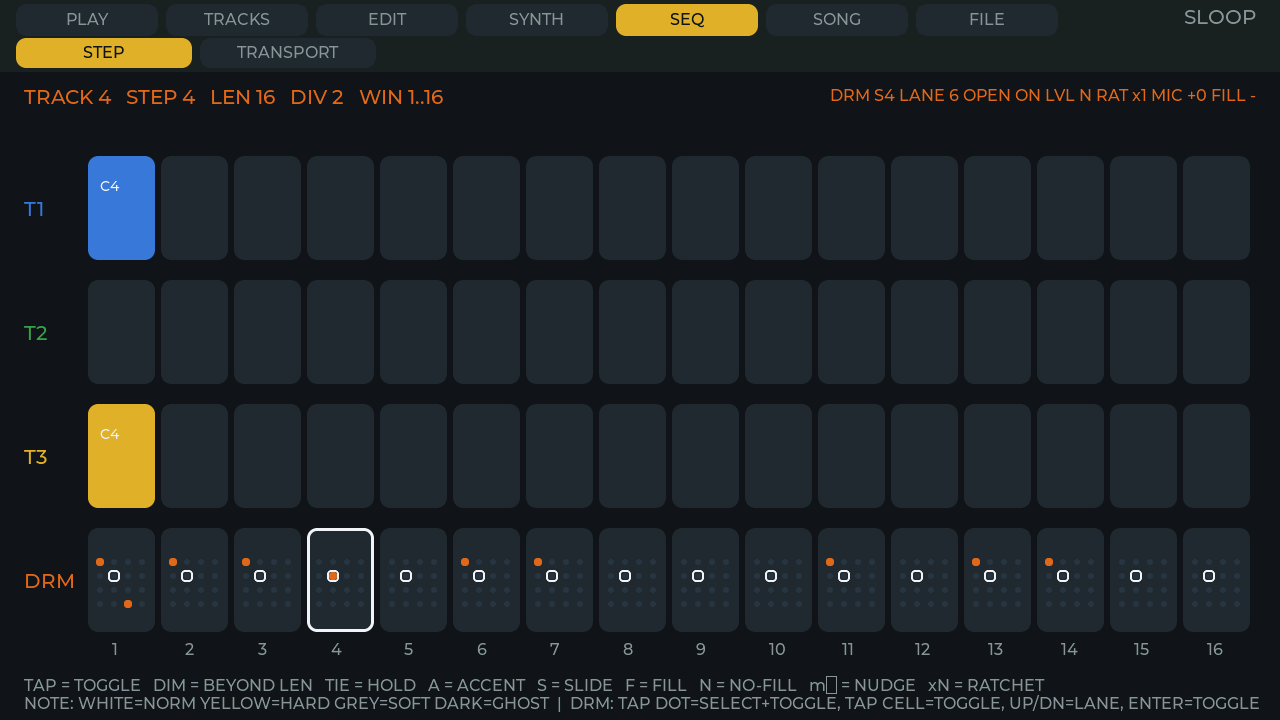 PLAY TRACKS EDIT SYNTH SEQ SONG FILE SLOOP
STEP TRANSPORT
TRACK 4 STEP 4 LEN 16 DIV 2 WIN 1..16 DRM S4 LANE 6 OPEN ON LVL N RAT x1 MIC +0 FILL -
C4
T1
T2
C4
T3
DRM
1 2 3 4 5 6 7 8 9 10 11 12 13 14 15 16
TAP = TOGGLE DIM = BEYOND LEN TIE = HOLD A = ACCENT S = SLIDE F = FILL N = NO-FILL m▯ = NUDGE xN = RATCHET
NOTE: WHITE=NORM YELLOW=HARD GREY=SOFT DARK=GHOST | DRM: TAP DOT=SELECT+TOGGLE, TAP CELL=TOGGLE, UP/DN=LANE, ENTER=TOGGLE